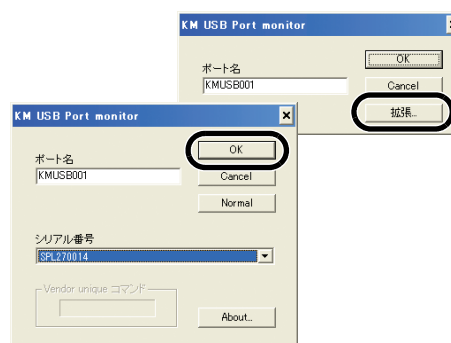 KM USB Port monitor
ポート名
OK
KMUSB001
Cancel
拡張...
KM USB Port monitor
OK
ポート名
KMUSB001
Cancel
Normal
シリアル番号
SPL270014
Vendor unique コマンド
About...